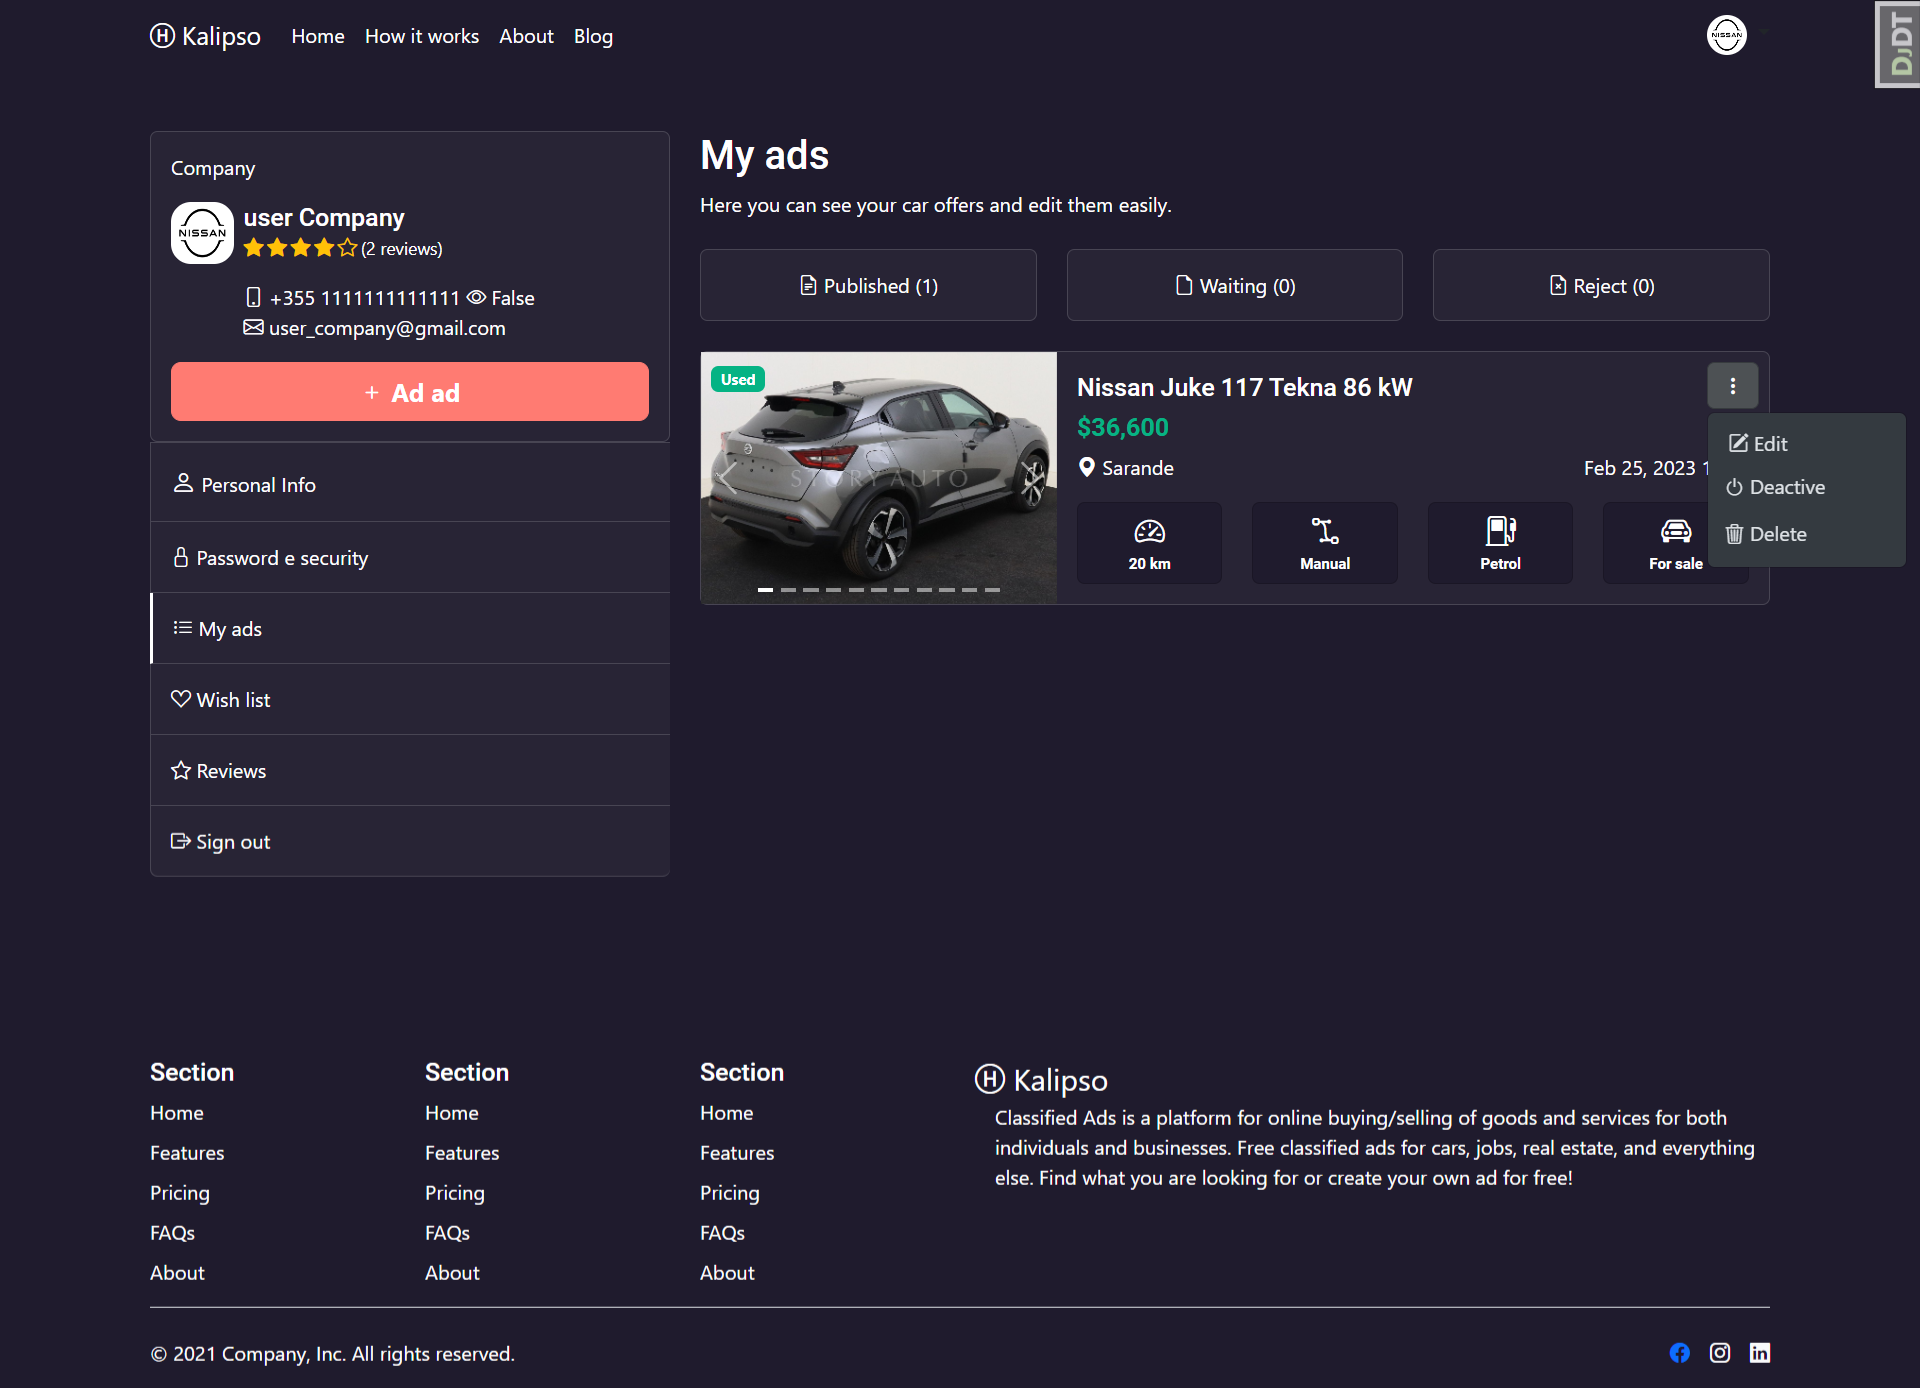 Kalipso Home How it works About Blog
NISSAN
DJDT
Company
NISSAN
user Company
(2 reviews)
+355 1111111111111 False
user_company@gmail.com
+ Ad ad
Personal Info
Password e security
My ads
Wish list
Reviews
Sign out
My ads
Here you can see your car offers and edit them easily.
Published (1)
Waiting (0)
Reject (0)
Used
STORY AUTO
Nissan Juke 117 Tekna 86 kW
$36,600
Sarande
Feb 25, 2023 1
20 km
Manual
Petrol
For sale
Edit
Deactive
Delete
Section
Home
Features
Pricing
FAQs
About
Section
Home
Features
Pricing
FAQs
About
Section
Home
Features
Pricing
FAQs
About
Kalipso
Classified Ads is a platform for online buying/selling of goods and services for both
individuals and businesses. Free classified ads for cars, jobs, real estate, and everything
else. Find what you are looking for or create your own ad for free!
© 2021 Company, Inc. All rights reserved.